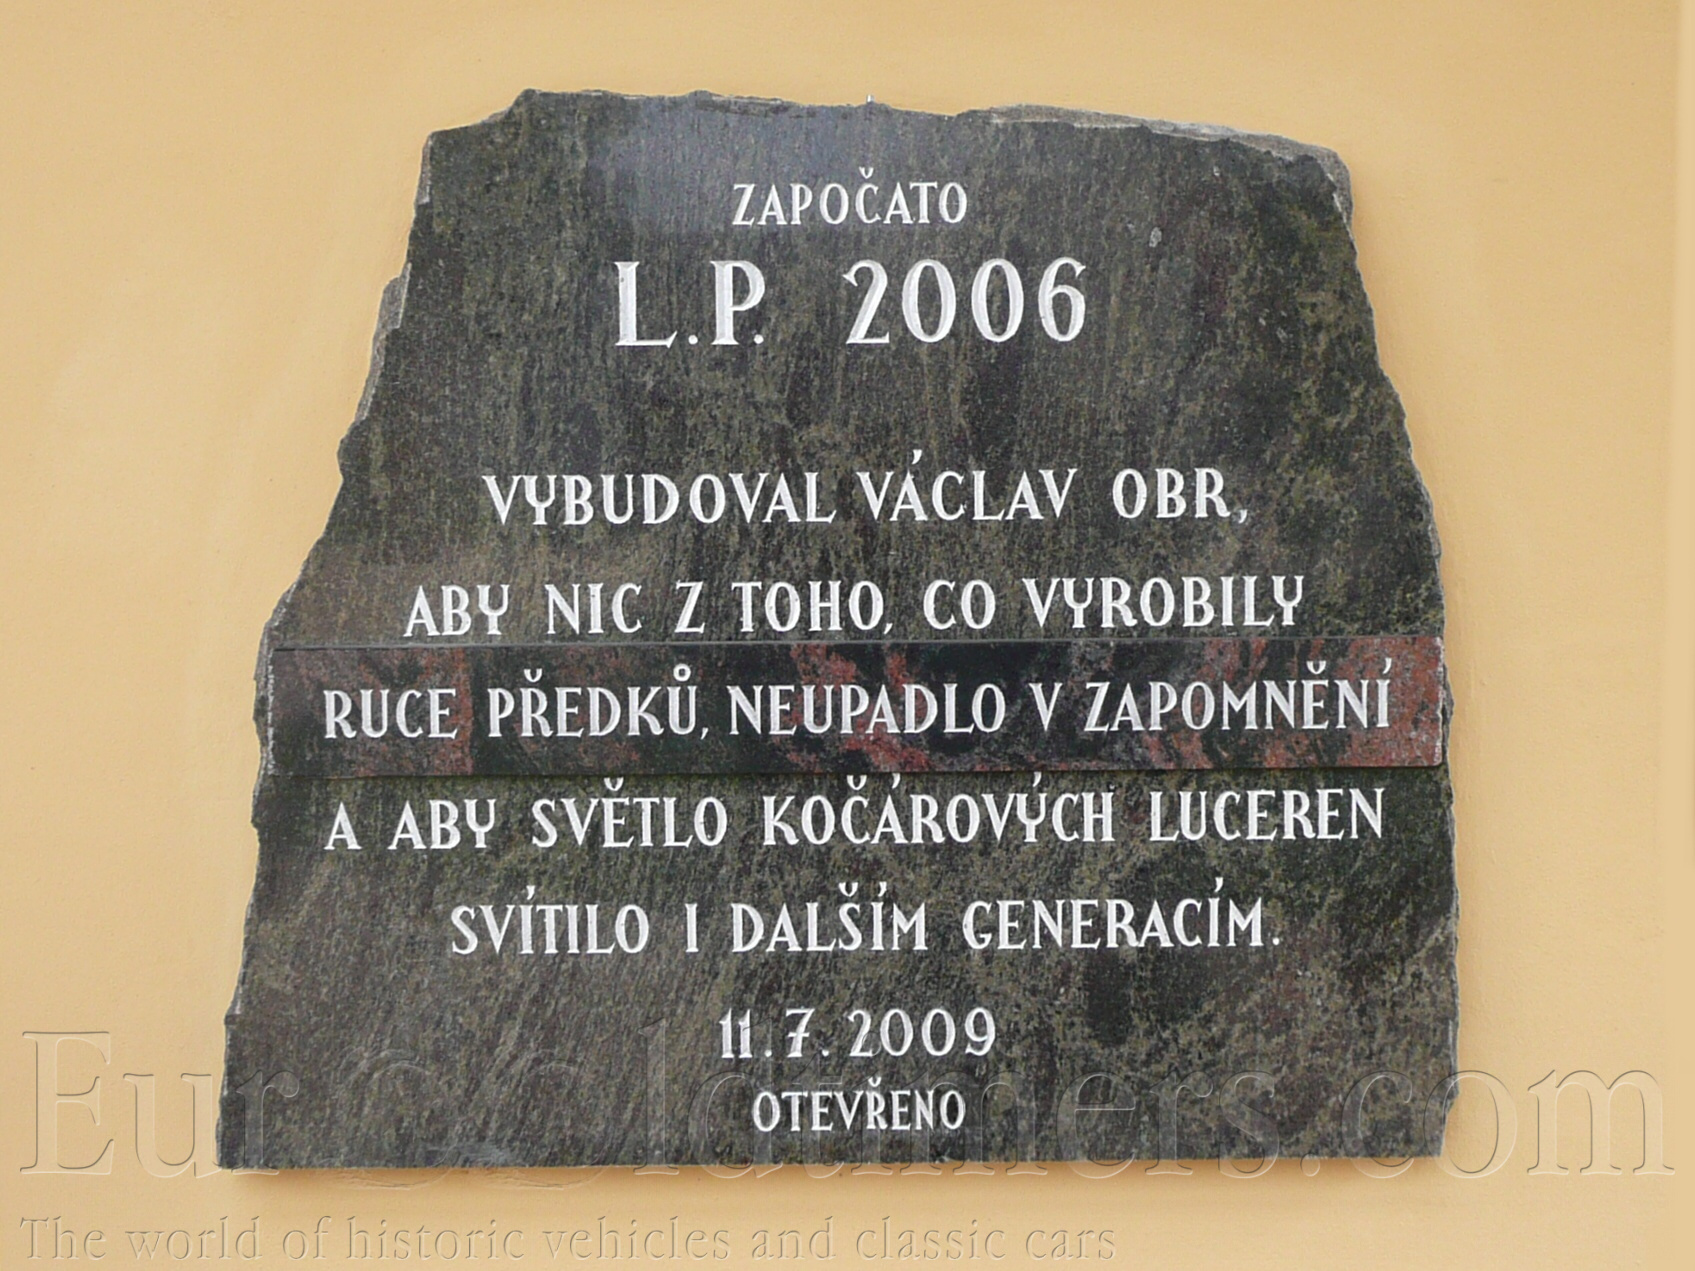 ZAPOČATO
L.P. 2006
VYBUDOVAL VÁCLAV OBR,
ABY NIC Z TOHO, CO VYROBILY
RUCE PŘEDKŮ, NEUPADLO V ZAPOMNĚNÍ
A ABY SVĚTLO KOČÁROVÝCH LUCEREN
SVÍTILO I DALŠÍM GENERACÍM.
11.7.2009
OTEVŘENO
EuroOldtimers.com
The world of historic vehicles and classic cars